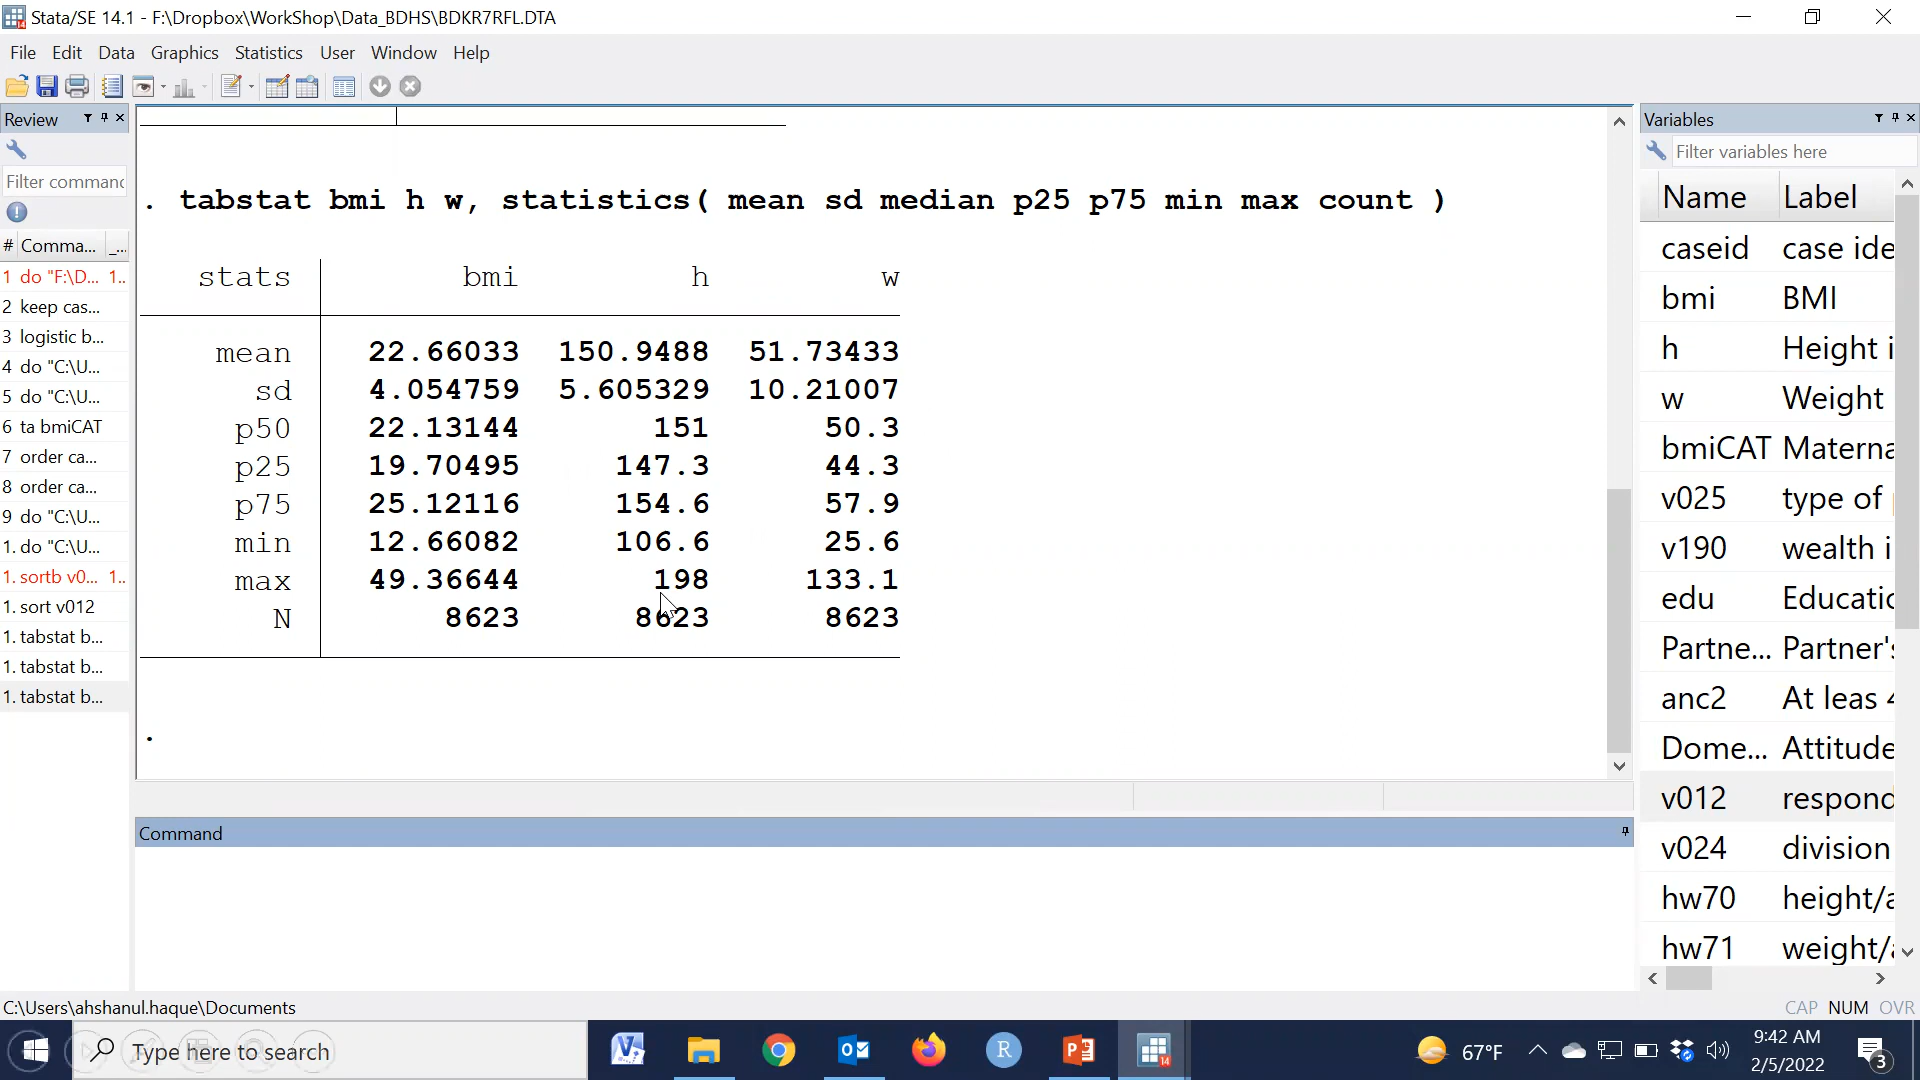 Stata/SE 14.1 - F:\Dropbox\WorkShop\Data_BDHS\BDKR7RFL.DTA
File Edit Data Graphics Statistics User Window Help
Review
Filter commanc
# Comma... _...
1 do "F:\D... 1..
2 keep cas...
3 logistic b...
4 do "C:\U...
5 do "C:\U...
6 ta bmiCAT
7 order ca...
8 order ca...
9 do "C:\U...
1. do "C:\U...
1. sortb v0... 1..
1. sort v012
1. tabstat b...
1. tabstat b...
1. tabstat b...
. tabstat bmi h w, statistics( mean sd median p25 p75 min max count )
stats bmi h w
mean 22.66033 150.9488 51.73433
sd 4.054759 5.605329 10.21007
p50 22.13144 151 50.3
p25 19.70495 147.3 44.3
p75 25.12116 154.6 57.9
min 12.66082 106.6 25.6
max 49.36644 198 133.1
N 8623 8623 8623
.
Command
Variables
Filter variables here
Name Label
caseid case ide
bmi BMI
h Height i
w Weight
bmiCAT Materna
v025 type of
v190 wealth i
edu Educatic
Partne... Partner's
anc2 At leas 4
Dome... Attitude
v012 respond
v024 division
hw70 height/a
hw71 weight/a
C:\Users\ahshanul.haque\Documents
CAP NUM OVR
Type here to search
67°F
9:42 AM
2/5/2022
3